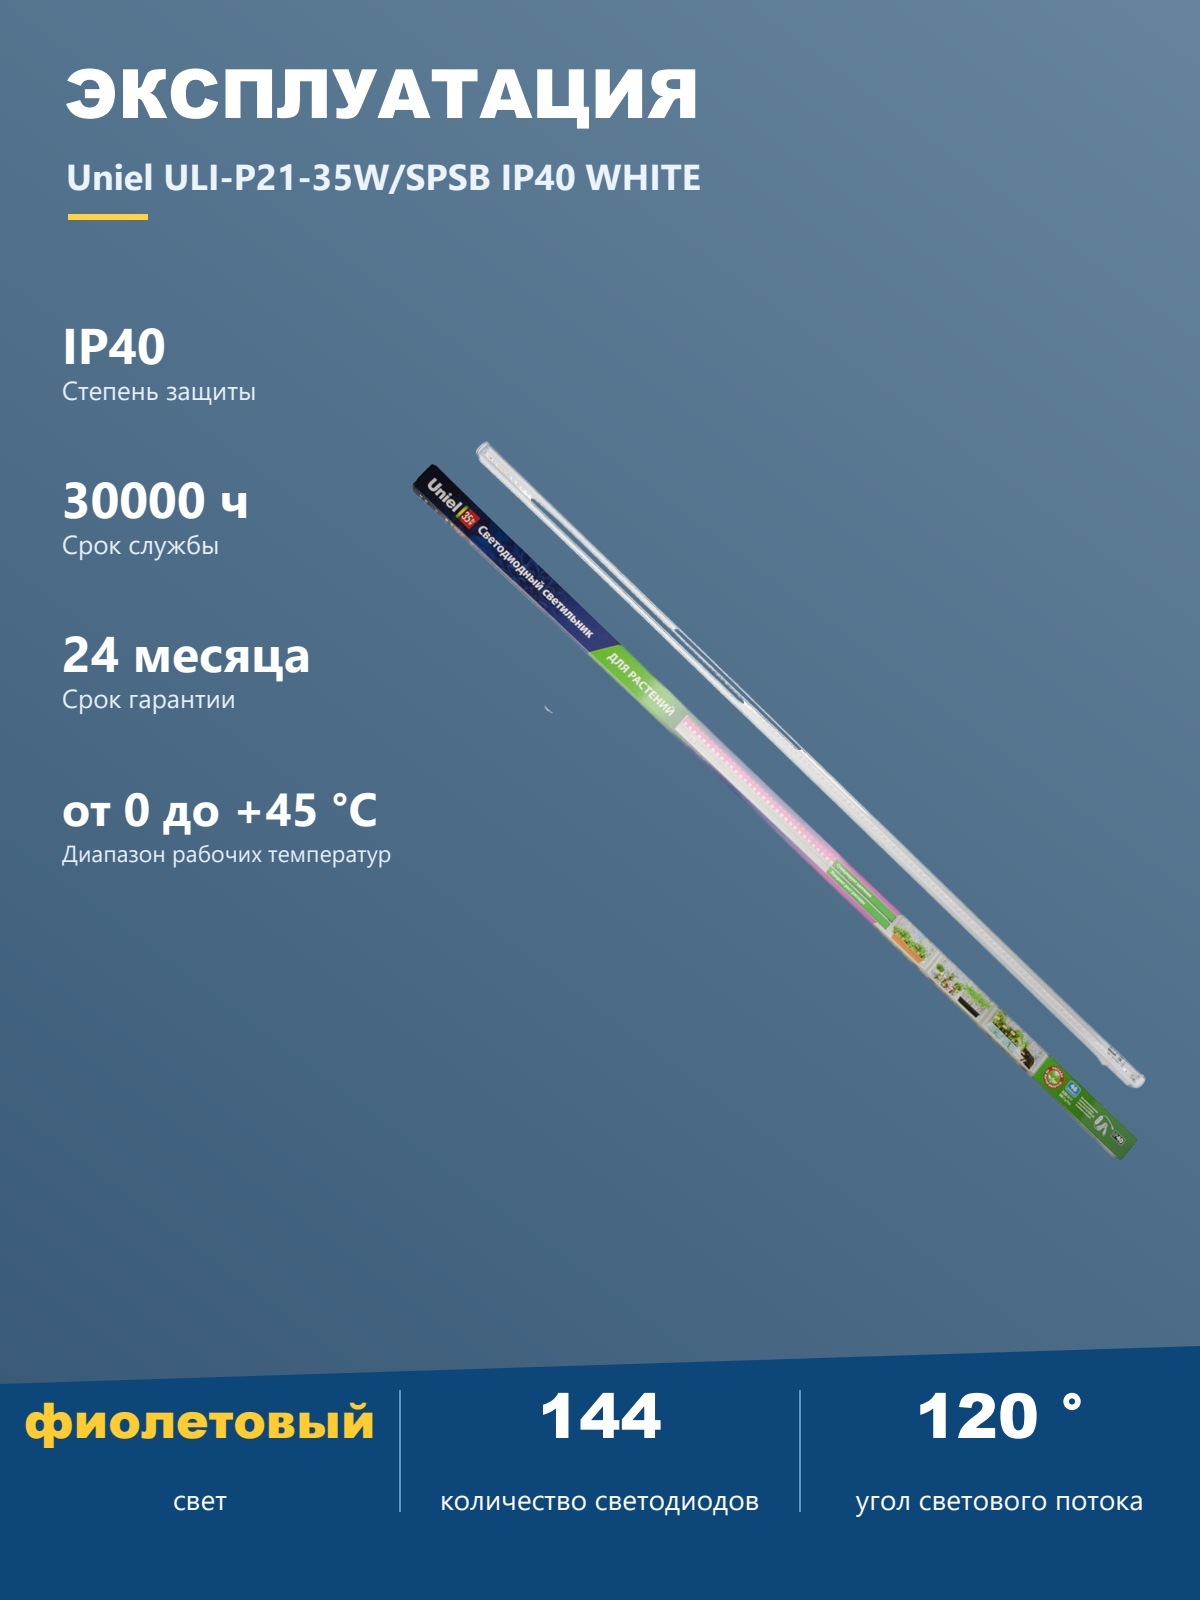 ЭКСПЛУАТАЦИЯ
Uniel ULI-P21-35W/SPSB IP40 WHITE
IP40
Степень защиты
30000 ч
Срок службы
24 месяца
Срок гарантии
от 0 до +45 °C
Диапазон рабочих температур
Uniel 35
Светодиодный светильник
ДЛЯ РАСТЕНИЙ
фиолетовый
свет
144
количество светодиодов
120 °
угол светового потока